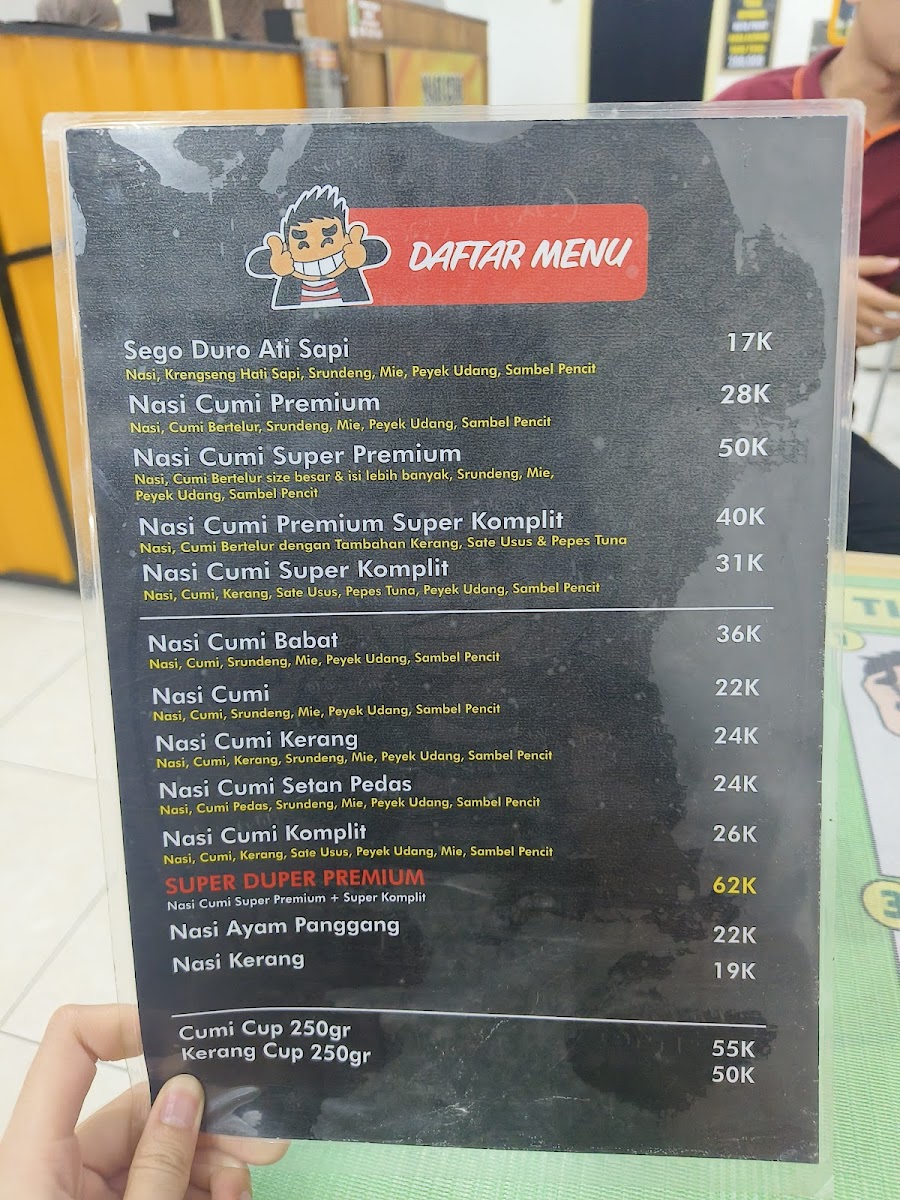 DAFTAR MENU
Sego Duro Ati Sapi 17K
Nasi, Krengseng Hati Sapi, Srundeng, Mie, Peyek Udang, Sambel Pencit
Nasi Cumi Premium 28K
Nasi, Cumi Bertelur, Srundeng, Mie, Peyek Udang, Sambel Pencit
Nasi Cumi Super Premium 50K
Nasi, Cumi Bertelur size besar & isi lebih banyak, Srundeng, Mie,
Peyek Udang, Sambel Pencit
Nasi Cumi Premium Super Komplit 40K
Nasi, Cumi Bertelur dengan Tambahan Kerang, Sate Usus & Pepes Tuna
Nasi Cumi Super Komplit 31K
Nasi, Cumi, Kerang, Sate Usus, Pepes Tuna, Peyek Udang, Sambel Pencit
Nasi Cumi Babat 36K
Nasi, Cumi, Srundeng, Mie, Peyek Udang, Sambel Pencit
Nasi Cumi 22K
Nasi, Cumi, Srundeng, Mie, Peyek Udang, Sambel Pencit
Nasi Cumi Kerang 24K
Nasi, Cumi, Kerang, Srundeng, Mie, Peyek Udang, Sambel Pencit
Nasi Cumi Setan Pedas 24K
Nasi, Cumi Pedas, Srundeng, Mie, Peyek Udang, Sambel Pencit
Nasi Cumi Komplit 26K
Nasi, Cumi, Kerang, Sate Usus, Peyek Udang, Mie, Sambel Pencit
SUPER DUPER PREMIUM 62K
Nasi Cumi Super Premium + Super Komplit
Nasi Ayam Panggang 22K
Nasi Kerang 19K
Cumi Cup 250gr 55K
Kerang Cup 250gr 50K
TI
3